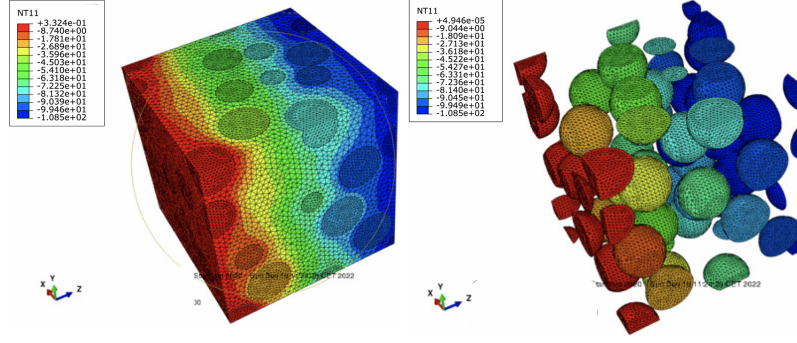 NT11
+3.324e-01
-8.740e+00
-1.781e+01
-2.689e+01
-3.596e+01
-4.503e+01
-5.410e+01
-6.318e+01
-7.225e+01
-8.132e+01
-9.039e+01
-9.946e+01
-1.085e+02
Y
X
Z
CET 2022
NT11
+4.946e-05
-9.044e+00
-1.809e+01
-2.713e+01
-3.618e+01
-4.522e+01
-5.427e+01
-6.331e+01
-7.236e+01
-8.140e+01
-9.045e+01
-9.949e+01
-1.085e+02
Y
X
Z
CET 2022